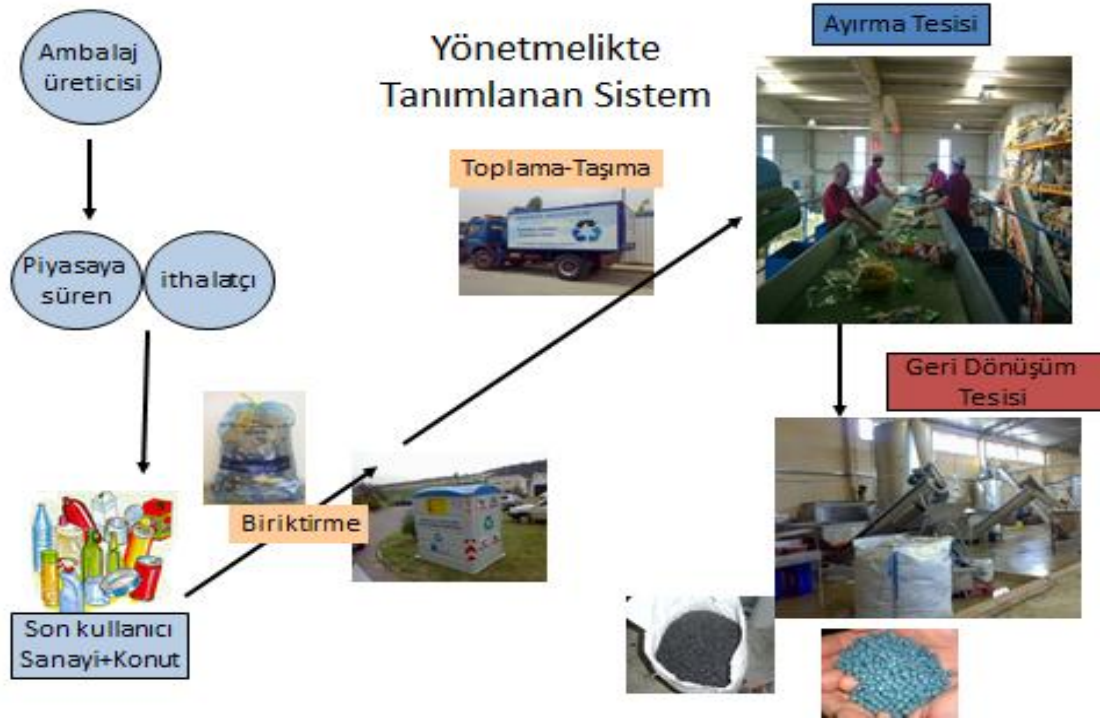 Ambalaj
üreticisi
Yönetmelikte
Tanımlanan Sistem
Ayırma Tesisi
Toplama-Taşıma
Piyasaya
süren
ithalatçı
Geri Dönüşüm
Tesisi
Biriktirme
Son kullanıcı
Sanayi+Konut